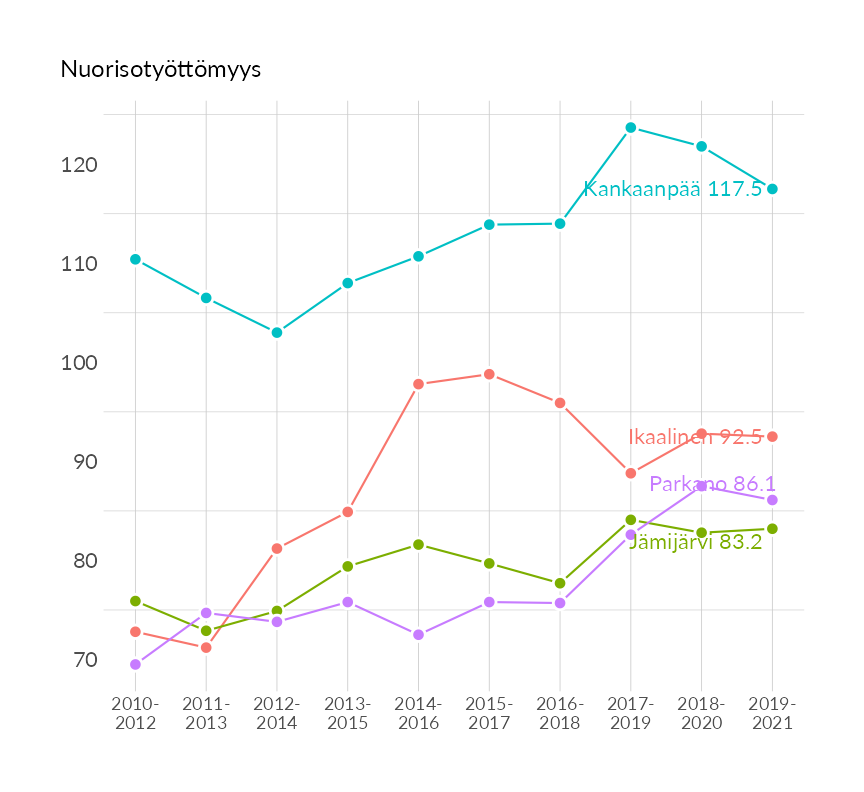 Nuorisotyöttömyys
120
110
100
90
80
70
Kankaanpää 117.5
Ikaalinen 92.5
Parkano 86.1
Jämijärvi 83.2
2010- 2011- 2012- 2013- 2014- 2015- 2016- 2017- 2018- 2019-
2012 2013 2014 2015 2016 2017 2018 2019 2020 2021